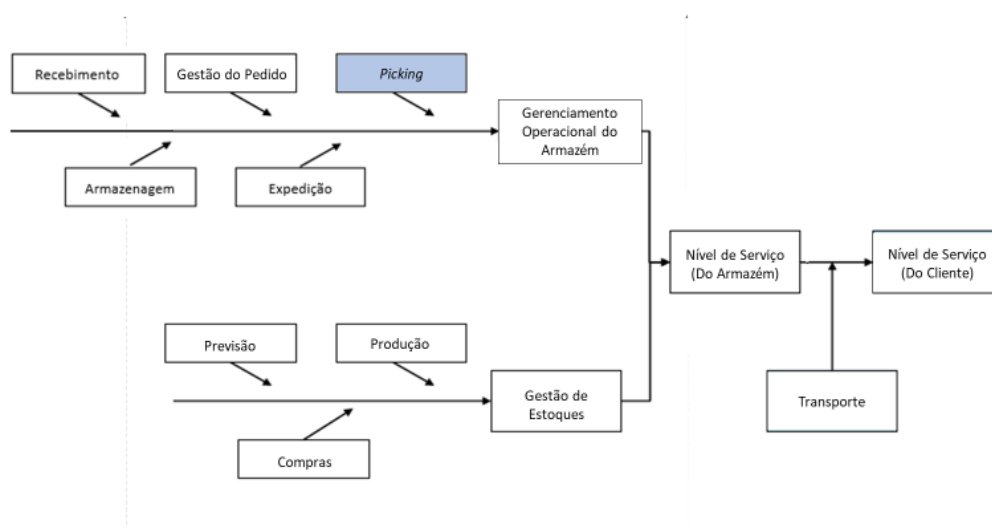 Recebimento
Gestão do Pedido
Picking
Gerenciamento
Operacional do
Armazém
Armazenagem
Expedição
Nível de Serviço
(Do Armazém)
Nível de Serviço
(Do Cliente)
Previsão
Produção
Gestão de
Estoques
Transporte
Compras